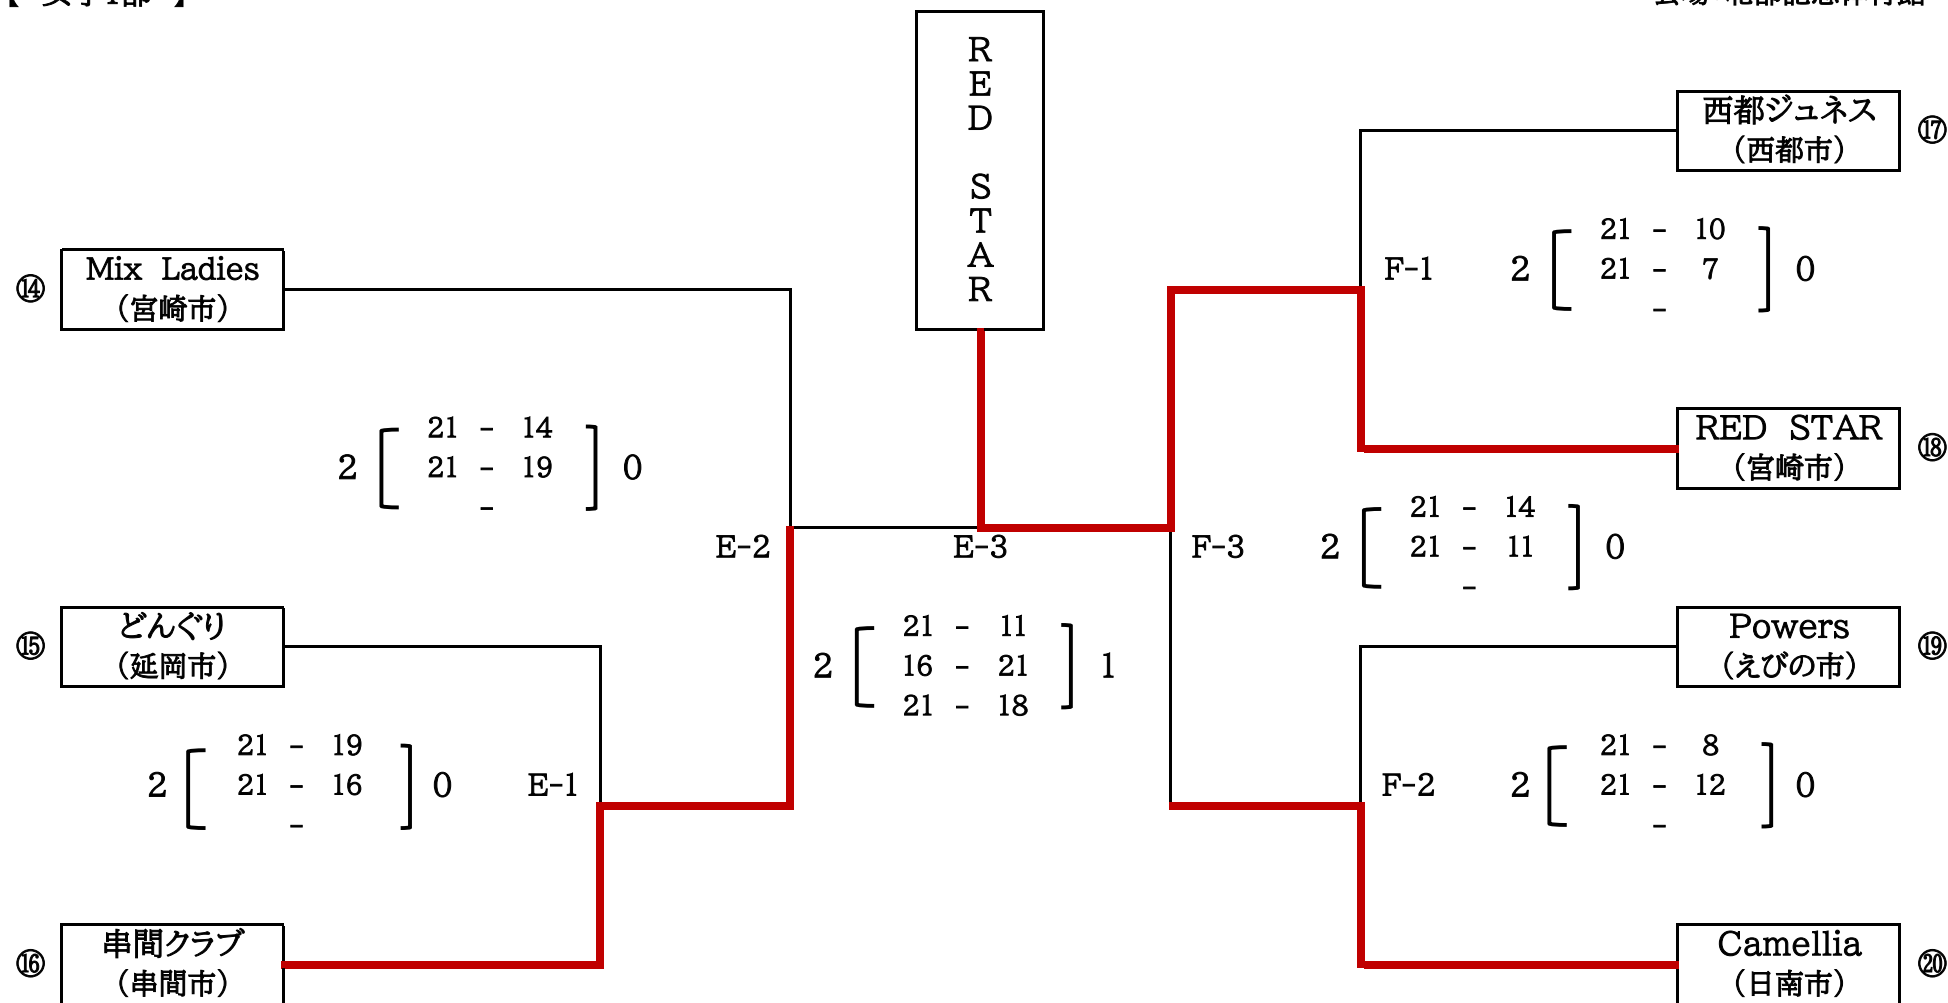 RED STAR
西都ジュネス
(西都市)
⑰
21 - 10
F-1 2 21 - 7 0
-
⑭
Mix Ladies
(宮崎市)
RED STAR
(宮崎市)
⑱
21 - 14
2 21 - 19 0
-
E-2
E-3
F-3
21 - 14
2 21 - 11 0
-
⑮
どんぐり
(延岡市)
21 - 11
2 16 - 21 1
21 - 18
Powers
(えびの市)
⑲
21 - 19
2 21 - 16 0
-
E-1
F-2
21 - 8
2 21 - 12 0
-
⑯
串間クラブ
(串間市)
Camellia
(日南市)
⑳